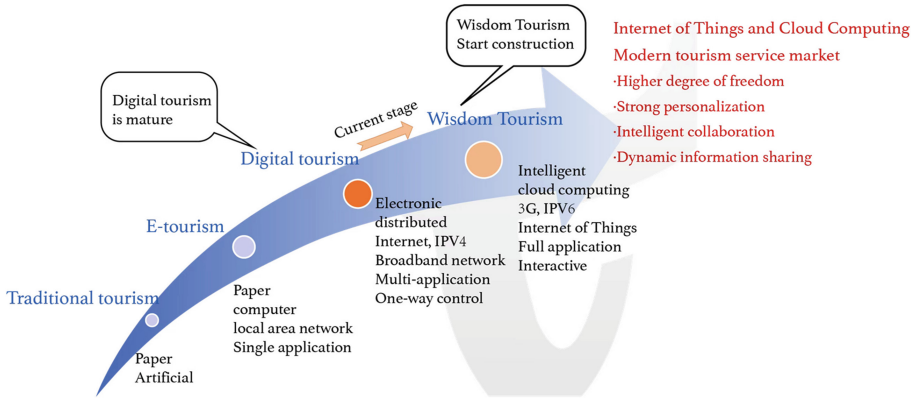 Wisdom Tourism
Start construction
Internet of Things and Cloud Computing
Modern tourism service market
·Higher degree of freedom
·Strong personalization
·Intelligent collaboration
·Dynamic information sharing
Digital tourism
is mature
Current stage
Wisdom Tourism
Digital tourism
E-tourism
Traditional tourism
Intelligent
cloud computing
3G, IPV6
Internet of Things
Full application
Interactive
Electronic
distributed
Internet, IPV4
Broadband network
Multi-application
One-way control
Paper
computer
local area network
Single application
Paper
Artificial